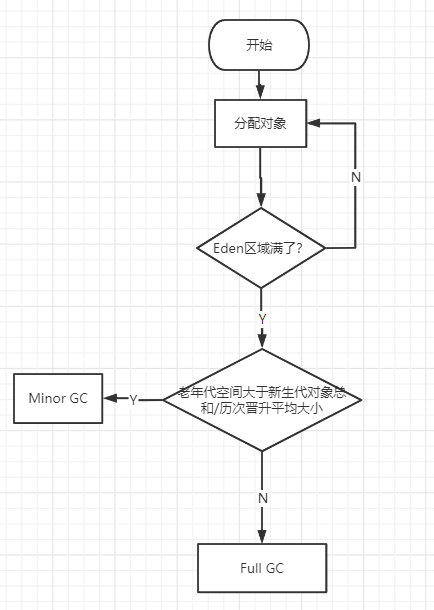 开始
分配对象
N
Eden区域满了?
Y
老年代空间大于新生代对象总
和/历次晋升平均大小
Y
Minor GC
N
Full GC